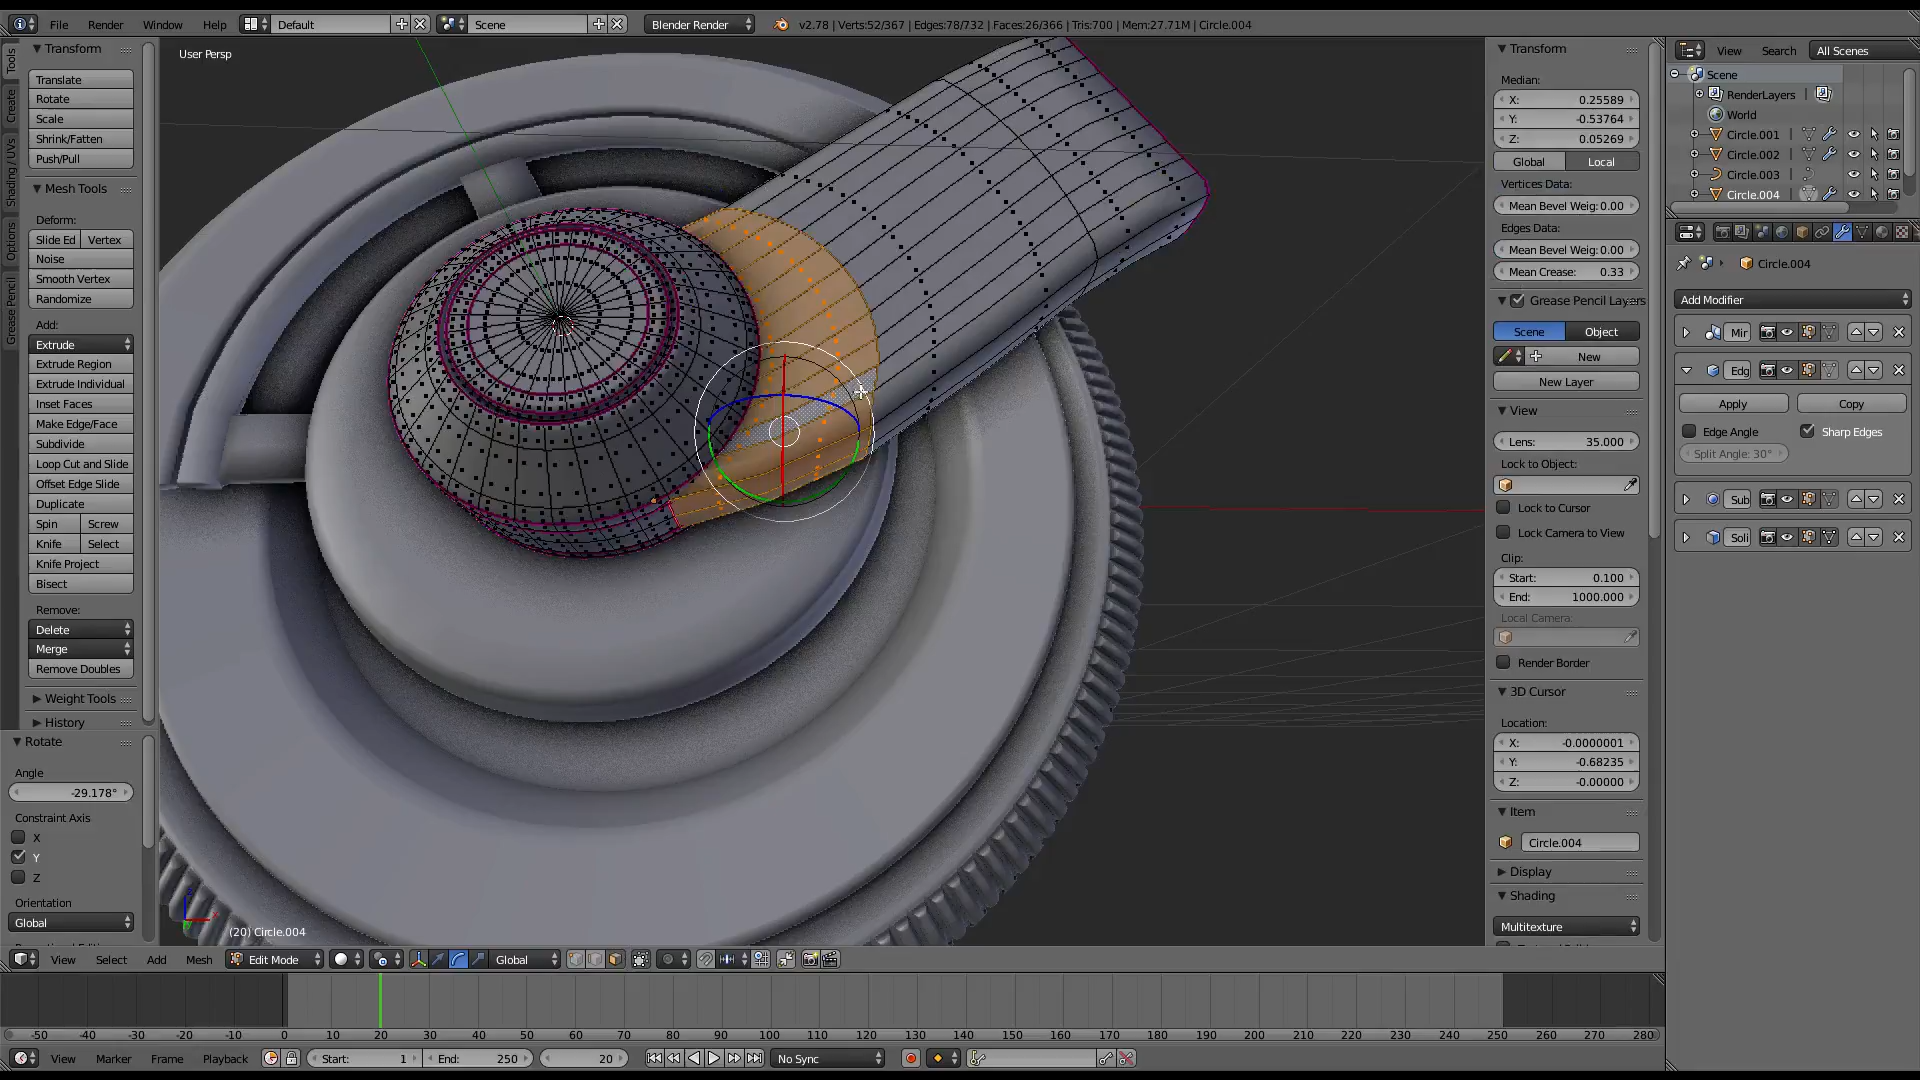 File Render Window Help Default Scene Blender Render v2.78 | Verts:52/367 | Edges:78/732 | Faces:26/366 | Tris:700 | Mem:27.71M | Circle.004
Tools
Create
Shading / UVs
Options
Grease Pencil
Transform
Translate
Rotate
Scale
Shrink/Fatten
Push/Pull
Mesh Tools
Deform:
Slide Ed Vertex
Noise
Smooth Vertex
Randomize
Add:
Extrude
Extrude Region
Extrude Individual
Inset Faces
Make Edge/Face
Subdivide
Loop Cut and Slide
Offset Edge Slide
Duplicate
Spin Screw
Knife Select
Knife Project
Bisect
Remove:
Delete
Merge
Remove Doubles
Weight Tools
History
Rotate
Angle
-29.178°
Constraint Axis
X
Y
Z
Orientation
Global
User Persp
(20) Circle.004
Transform
Median:
X: 0.25589
Y: -0.53764
Z: 0.05269
Global Local
Vertices Data:
Mean Bevel Weig: 0.00
Edges Data:
Mean Bevel Weig: 0.00
Mean Crease: 0.33
Grease Pencil Layers
Scene Object
New
New Layer
View
Lens: 35.000
Lock to Object:
Lock to Cursor
Lock Camera to View
Clip:
Start: 0.100
End: 1000.000
Local Camera:
Render Border
3D Cursor
Location:
X: -0.0000001
Y: -0.68235
Z: -0.00000
Item
Circle.004
Display
Shading
Multitexture
View Search All Scenes
Scene
RenderLayers
World
Circle.001
Circle.002
Circle.003
Circle.004
Circle.004
Add Modifier
Mir
Edg
Apply Copy
Edge Angle Sharp Edges
Split Angle: 30°
Sub
Soli
View Select Add Mesh Edit Mode Global
-50 -40 -30 -20 -10 0 10 20 30 40 50 60 70 80 90 100 110 120 130 140 150 160 170 180 190 200 210 220 230 240 250 260 270 280
View Marker Frame Playback Start: 1 End: 250 20 No Sync